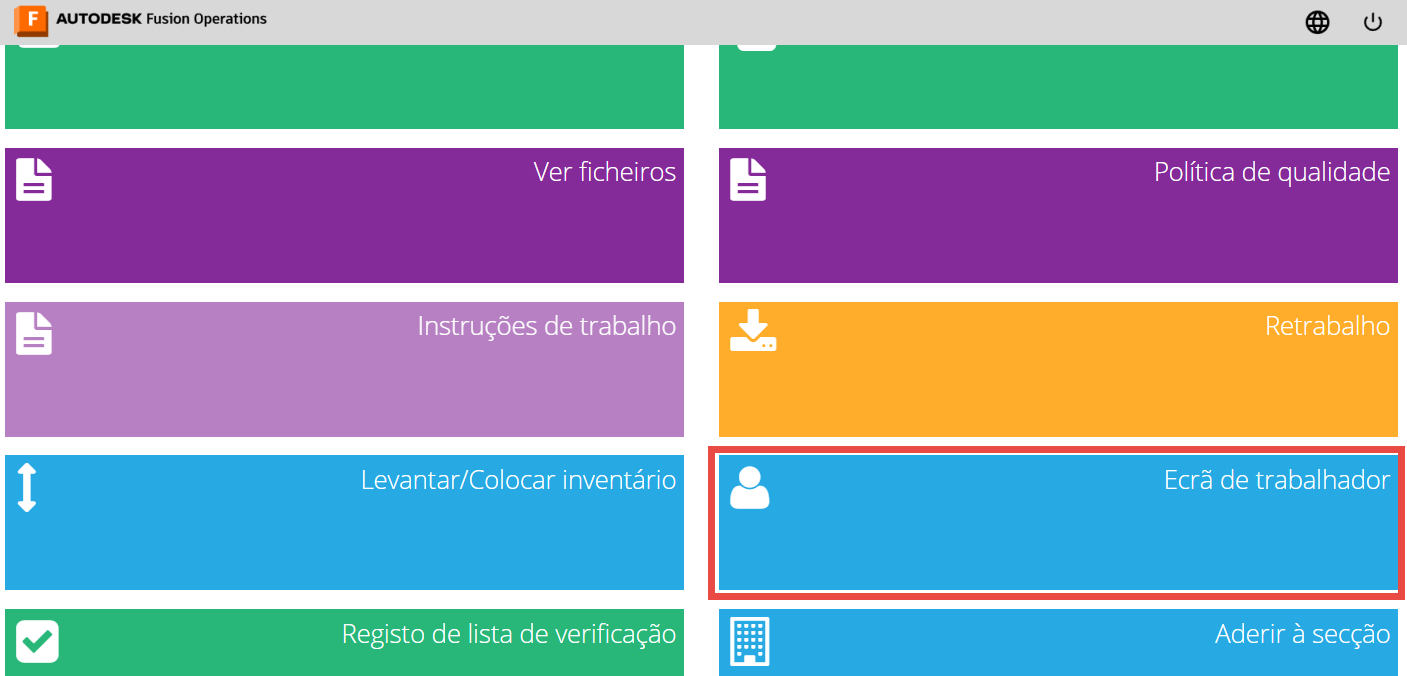 F AUTODESK Fusion Operations
Ver ficheiros
Política de qualidade
Instruções de trabalho
Retrabalho
Levantar/Colocar inventário
Ecrã de trabalhador
Registo de lista de verificação
Aderir à secção